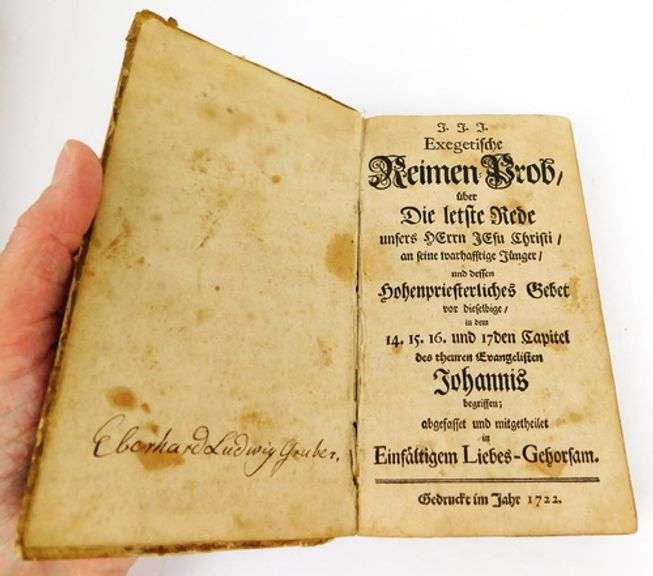 Eberhard Ludwig Gruber.
J. J. J.
Exegetische
Reimen-Prob,
über
Die letste Rede
unsers HErrn JEsu Christi /
an seine warhafftige Jünger /
und dessen
Hohenpriesterliches Gebet
vor dieselbige /
in dem
14. 15. 16. und 17den Capitel
des theuren Evangelisten
Johannis
begriffen;
abgefasset und mitgetheilet
in
Einfältigem Liebes-Gehorsam.
Gedruckt im Jahr 1722.